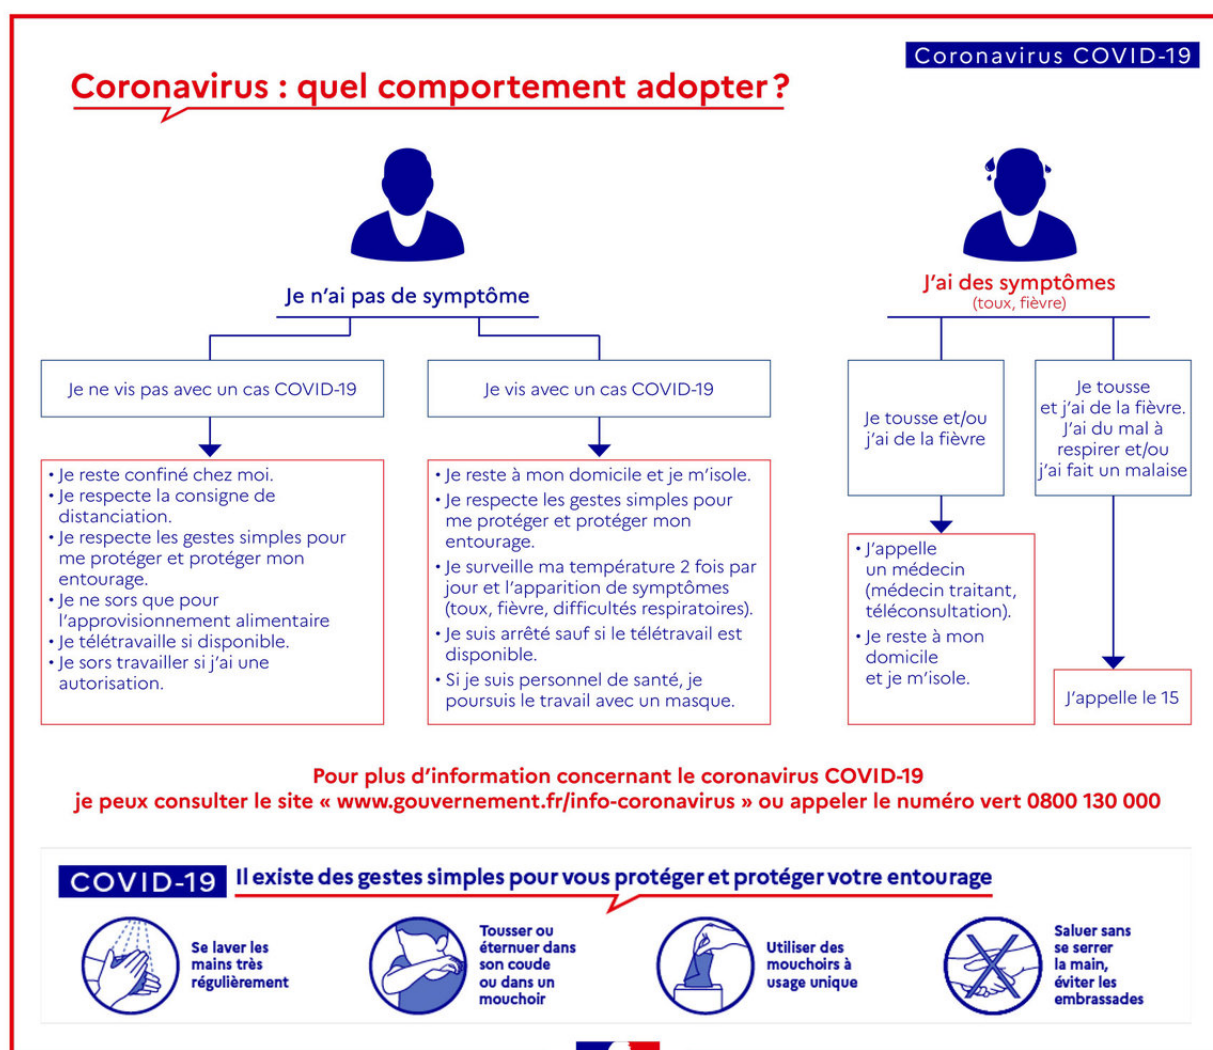 Coronavirus COVID-19
Coronavirus : quel comportement adopter ?
Je n'ai pas de symptôme
J'ai des symptômes
(toux, fièvre)
Je ne vis pas avec un cas COVID-19
Je vis avec un cas COVID-19
Je tousse et/ou
j'ai de la fièvre
Je tousse
et j'ai de la fièvre.
J'ai du mal à
respirer et/ou
j'ai fait un malaise
• Je reste confiné chez moi.
• Je respecte la consigne de
distanciation.
• Je respecte les gestes simples pour
me protéger et protéger mon
entourage.
• Je ne sors que pour
l'approvisionnement alimentaire
• Je télétravaille si disponible.
• Je sors travailler si j'ai une
autorisation.
• Je reste à mon domicile et je m'isole.
• Je respecte les gestes simples pour
me protéger et protéger mon
entourage.
• Je surveille ma température 2 fois par
jour et l'apparition de symptômes
(toux, fièvre, difficultés respiratoires).
• Je suis arrêté sauf si le télétravail est
disponible.
• Si je suis personnel de santé, je
poursuis le travail avec un masque.
• J'appelle
un médecin
(médecin traitant,
téléconsultation).
• Je reste à mon
domicile
et je m'isole.
J'appelle le 15
Pour plus d'information concernant le coronavirus COVID-19
je peux consulter le site « www.gouvernement.fr/info-coronavirus » ou appeler le numéro vert 0800 130 000
COVID-19 Il existe des gestes simples pour vous protéger et protéger votre entourage
Se laver les
mains très
régulièrement
Tousser ou
éternuer dans
son coude
ou dans un
mouchoir
Utiliser des
mouchoirs à
usage unique
Saluer sans
se serrer
la main,
éviter les
embrassades